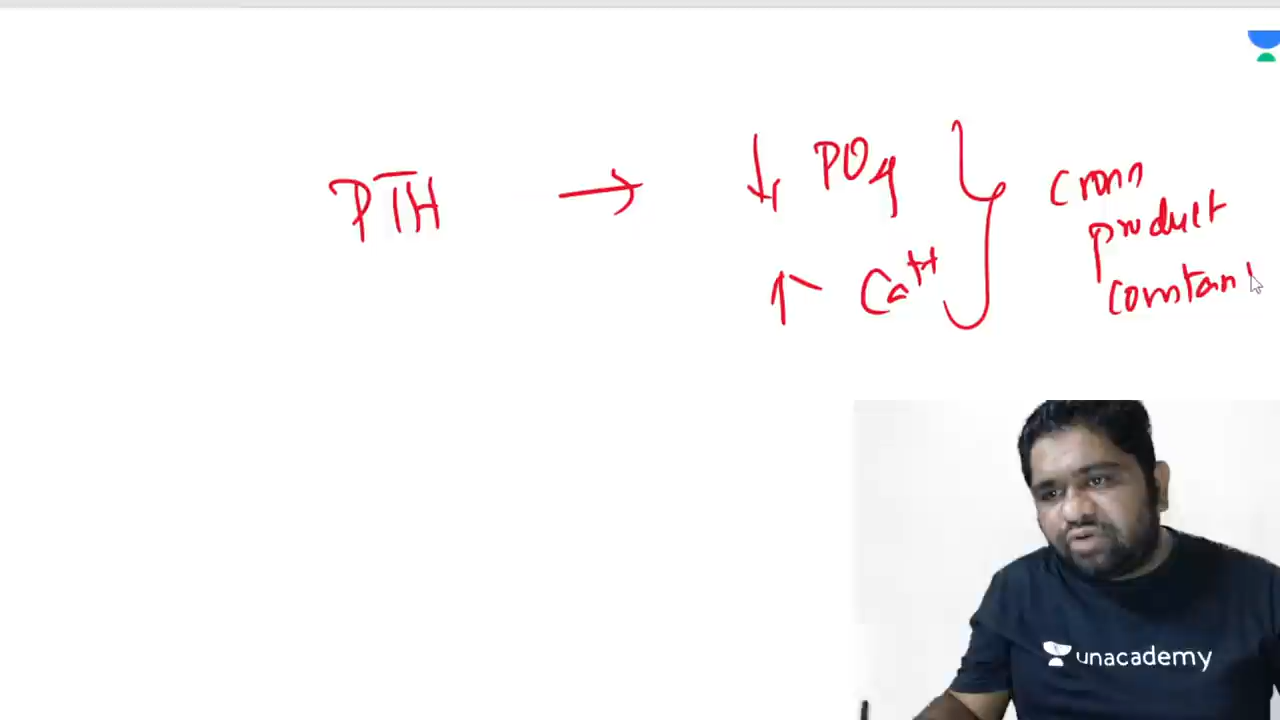 PTH → ↓ PO4
↑ Ca++
cross
product
constant
unacademy